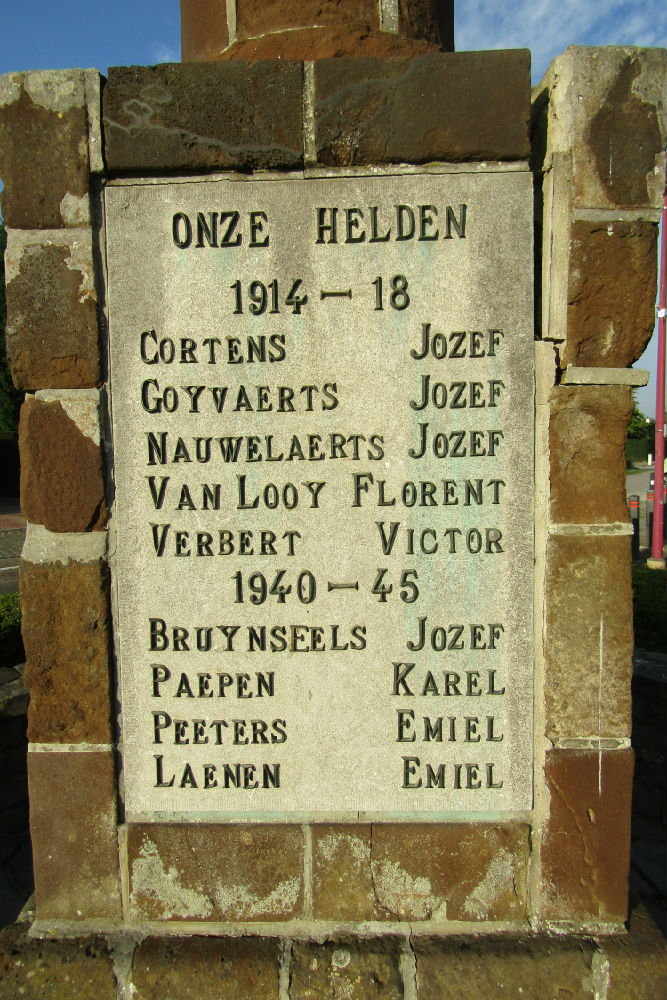 ONZE HELDEN
1914 – 18
CORTENS JOZEF
GOYVAERTS JOZEF
NAUWELAERTS JOZEF
VAN LOOY FLORENT
VERBERT VICTOR
1940 – 45
BRUYNSEELS JOZEF
PAEPEN KAREL
PEETERS EMIEL
LAENEN EMIEL